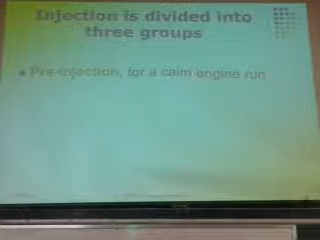 Injection is divided into
three groups
Pre-injection, for a calm engine run